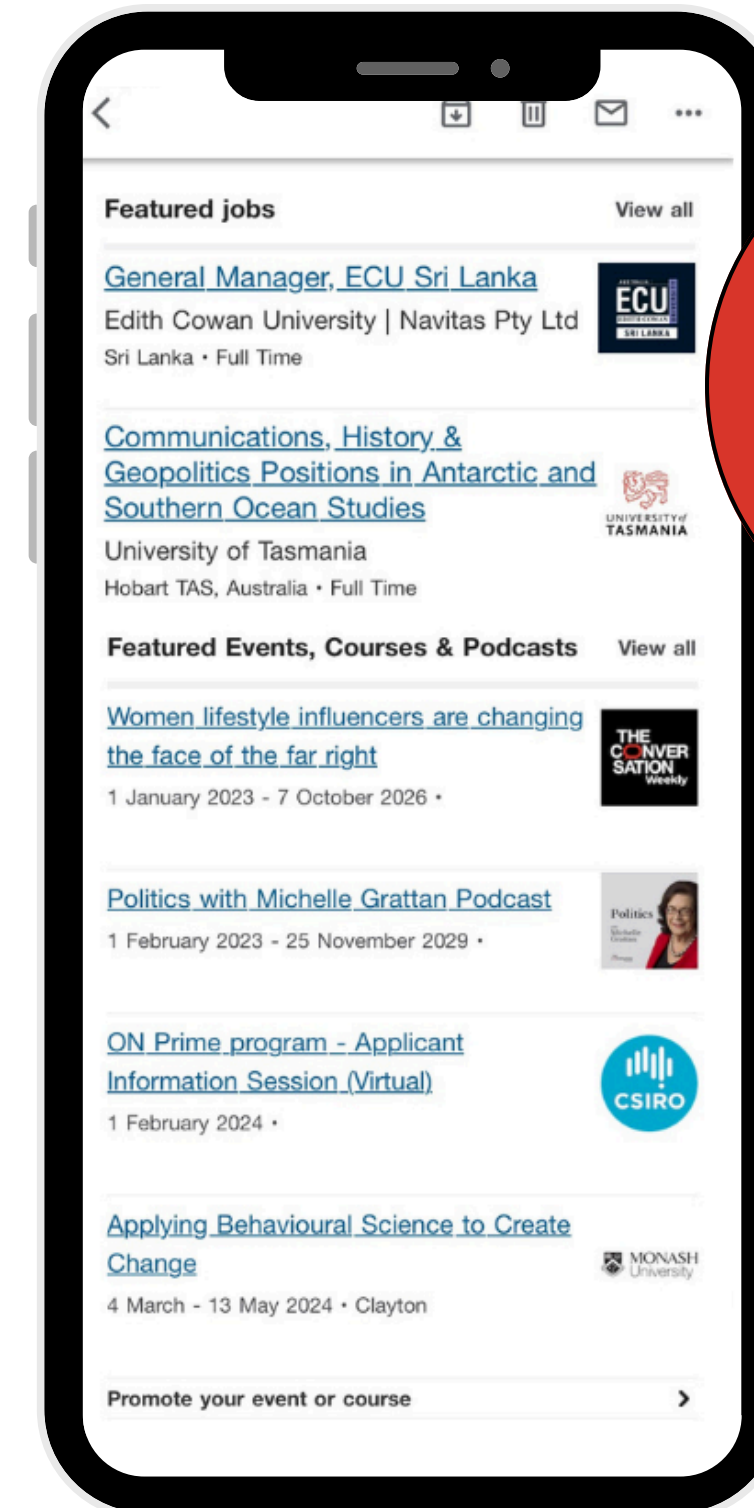 Featured jobs View all
General Manager, ECU Sri Lanka
Edith Cowan University | Navitas Pty Ltd
Sri Lanka • Full Time
ECU
SRI LANKA
Communications, History &
Geopolitics Positions in Antarctic and
Southern Ocean Studies
University of Tasmania
Hobart TAS, Australia • Full Time
UNIVERSITY of
TASMANIA
Featured Events, Courses & Podcasts View all
Women lifestyle influencers are changing
the face of the far right
1 January 2023 - 7 October 2026 •
THE
CONVER
SATION
Weekly
Politics with Michelle Grattan Podcast
1 February 2023 - 25 November 2029 •
Politics
ON Prime program - Applicant
Information Session (Virtual)
1 February 2024 •
CSIRO
Applying Behavioural Science to Create
Change
4 March - 13 May 2024 • Clayton
MONASH
University
Promote your event or course